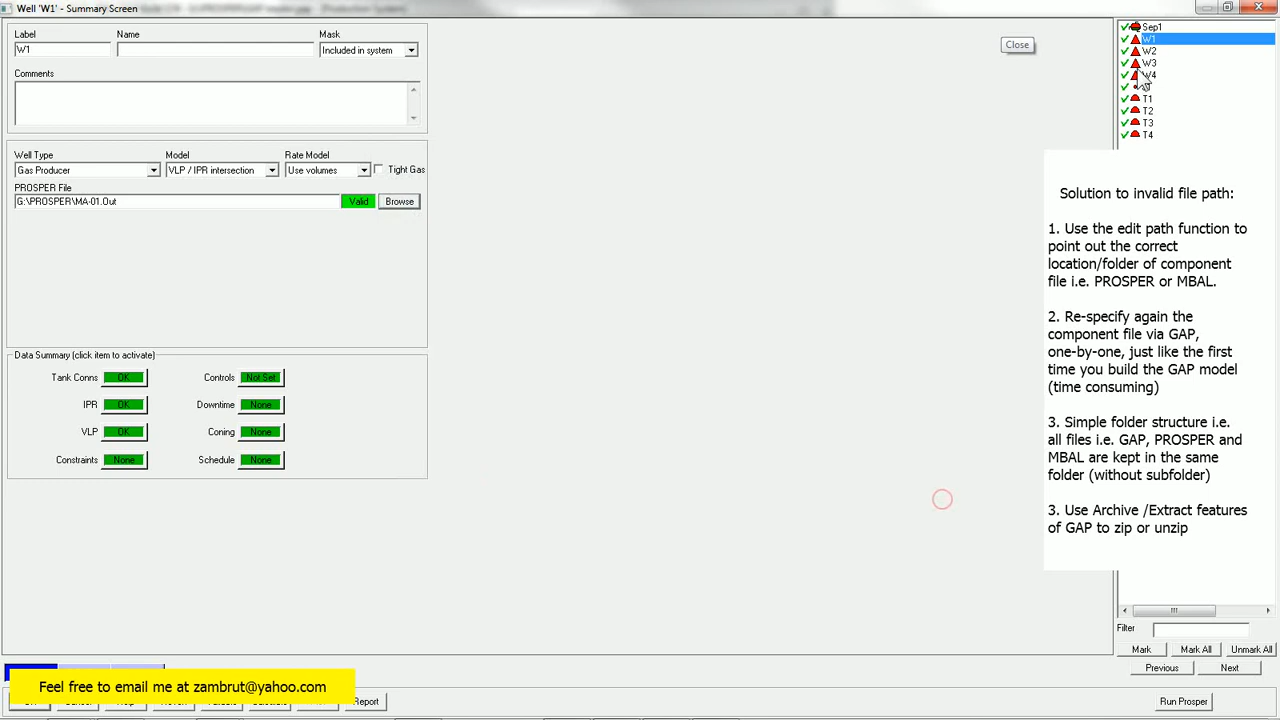 Well 'W1' - Summary Screen
Label
Name
Mask
W1
Included in system
Close
Comments
Well Type
Model
Rate Model
Gas Producer
VLP / IPR intersection
Use volumes
Tight Gas
PROSPER File
G:\PROSPER\MA-01.Out
Valid
Browse
Data Summary (click item to activate)
Tank Conns
OK
Controls
Not Set
IPR
OK
Downtime
None
VLP
OK
Coning
None
Constraints
None
Schedule
None
Sep1
W1
W2
W3
W4
T1
T2
T3
T4
Solution to invalid file path:
1. Use the edit path function to
point out the correct
location/folder of component
file i.e. PROSPER or MBAL.
2. Re-specify again the
component file via GAP,
one-by-one, just like the first
time you build the GAP model
(time consuming)
3. Simple folder structure i.e.
all files i.e. GAP, PROSPER and
MBAL are kept in the same
folder (without subfolder)
3. Use Archive /Extract features
of GAP to zip or unzip
Filter
Mark
Mark All
Unmark All
Previous
Next
Feel free to email me at zambrut@yahoo.com
Report
Run Prosper